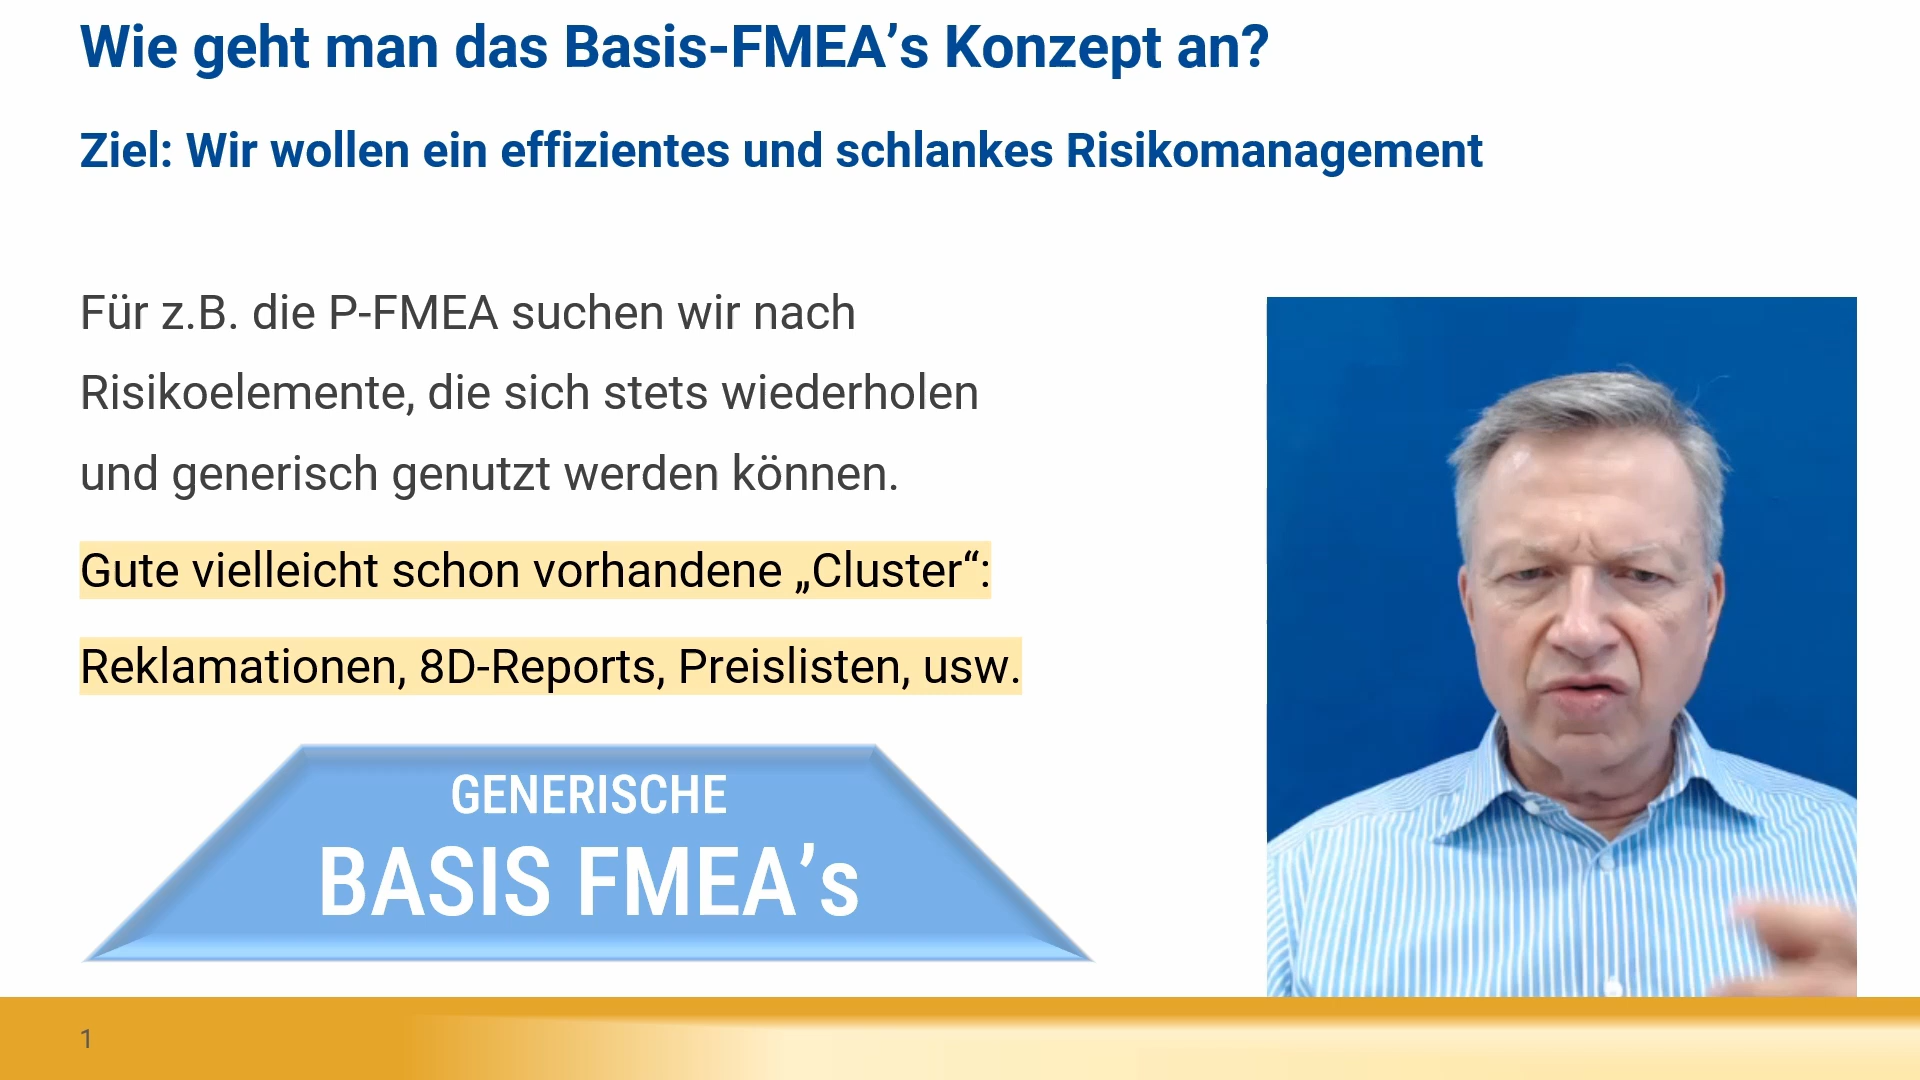 Wie geht man das Basis-FMEA’s Konzept an?
Ziel: Wir wollen ein effizientes und schlankes Risikomanagement
Für z.B. die P-FMEA suchen wir nach
Risikoelemente, die sich stets wiederholen
und generisch genutzt werden können.
Gute vielleicht schon vorhandene „Cluster“:
Reklamationen, 8D-Reports, Preislisten, usw.
GENERISCHE
BASIS FMEA’s
1